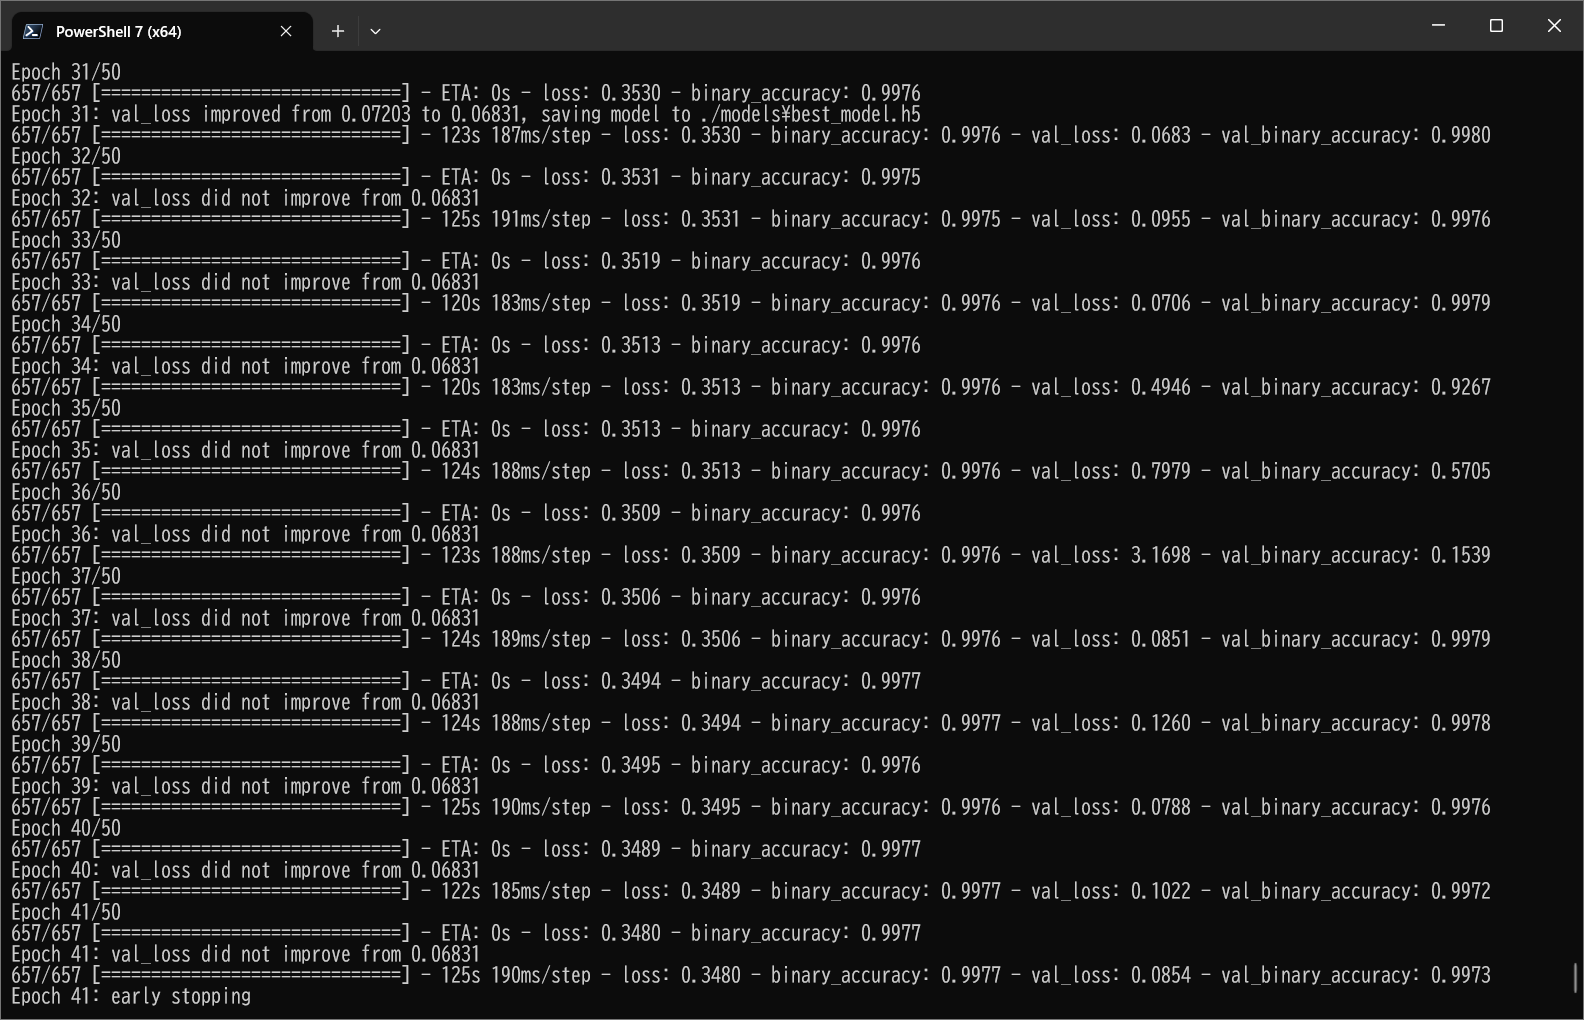 PowerShell 7 (x64)
Epoch 31/50
657/657 [==============================] - ETA: 0s - loss: 0.3530 - binary_accuracy: 0.9976
Epoch 31: val_loss improved from 0.07203 to 0.06831, saving model to ./models¥best_model.h5
657/657 [==============================] - 123s 187ms/step - loss: 0.3530 - binary_accuracy: 0.9976 - val_loss: 0.0683 - val_binary_accuracy: 0.9980
Epoch 32/50
657/657 [==============================] - ETA: 0s - loss: 0.3531 - binary_accuracy: 0.9975
Epoch 32: val_loss did not improve from 0.06831
657/657 [==============================] - 125s 191ms/step - loss: 0.3531 - binary_accuracy: 0.9975 - val_loss: 0.0955 - val_binary_accuracy: 0.9976
Epoch 33/50
657/657 [==============================] - ETA: 0s - loss: 0.3519 - binary_accuracy: 0.9976
Epoch 33: val_loss did not improve from 0.06831
657/657 [==============================] - 120s 183ms/step - loss: 0.3519 - binary_accuracy: 0.9976 - val_loss: 0.0706 - val_binary_accuracy: 0.9979
Epoch 34/50
657/657 [==============================] - ETA: 0s - loss: 0.3513 - binary_accuracy: 0.9976
Epoch 34: val_loss did not improve from 0.06831
657/657 [==============================] - 120s 183ms/step - loss: 0.3513 - binary_accuracy: 0.9976 - val_loss: 0.4946 - val_binary_accuracy: 0.9267
Epoch 35/50
657/657 [==============================] - ETA: 0s - loss: 0.3513 - binary_accuracy: 0.9976
Epoch 35: val_loss did not improve from 0.06831
657/657 [==============================] - 124s 188ms/step - loss: 0.3513 - binary_accuracy: 0.9976 - val_loss: 0.7979 - val_binary_accuracy: 0.5705
Epoch 36/50
657/657 [==============================] - ETA: 0s - loss: 0.3509 - binary_accuracy: 0.9976
Epoch 36: val_loss did not improve from 0.06831
657/657 [==============================] - 123s 188ms/step - loss: 0.3509 - binary_accuracy: 0.9976 - val_loss: 3.1698 - val_binary_accuracy: 0.1539
Epoch 37/50
657/657 [==============================] - ETA: 0s - loss: 0.3506 - binary_accuracy: 0.9976
Epoch 37: val_loss did not improve from 0.06831
657/657 [==============================] - 124s 189ms/step - loss: 0.3506 - binary_accuracy: 0.9976 - val_loss: 0.0851 - val_binary_accuracy: 0.9979
Epoch 38/50
657/657 [==============================] - ETA: 0s - loss: 0.3494 - binary_accuracy: 0.9977
Epoch 38: val_loss did not improve from 0.06831
657/657 [==============================] - 124s 188ms/step - loss: 0.3494 - binary_accuracy: 0.9977 - val_loss: 0.1260 - val_binary_accuracy: 0.9978
Epoch 39/50
657/657 [==============================] - ETA: 0s - loss: 0.3495 - binary_accuracy: 0.9976
Epoch 39: val_loss did not improve from 0.06831
657/657 [==============================] - 125s 190ms/step - loss: 0.3495 - binary_accuracy: 0.9976 - val_loss: 0.0788 - val_binary_accuracy: 0.9976
Epoch 40/50
657/657 [==============================] - ETA: 0s - loss: 0.3489 - binary_accuracy: 0.9977
Epoch 40: val_loss did not improve from 0.06831
657/657 [==============================] - 122s 185ms/step - loss: 0.3489 - binary_accuracy: 0.9977 - val_loss: 0.1022 - val_binary_accuracy: 0.9972
Epoch 41/50
657/657 [==============================] - ETA: 0s - loss: 0.3480 - binary_accuracy: 0.9977
Epoch 41: val_loss did not improve from 0.06831
657/657 [==============================] - 125s 190ms/step - loss: 0.3480 - binary_accuracy: 0.9977 - val_loss: 0.0854 - val_binary_accuracy: 0.9973
Epoch 41: early stopping